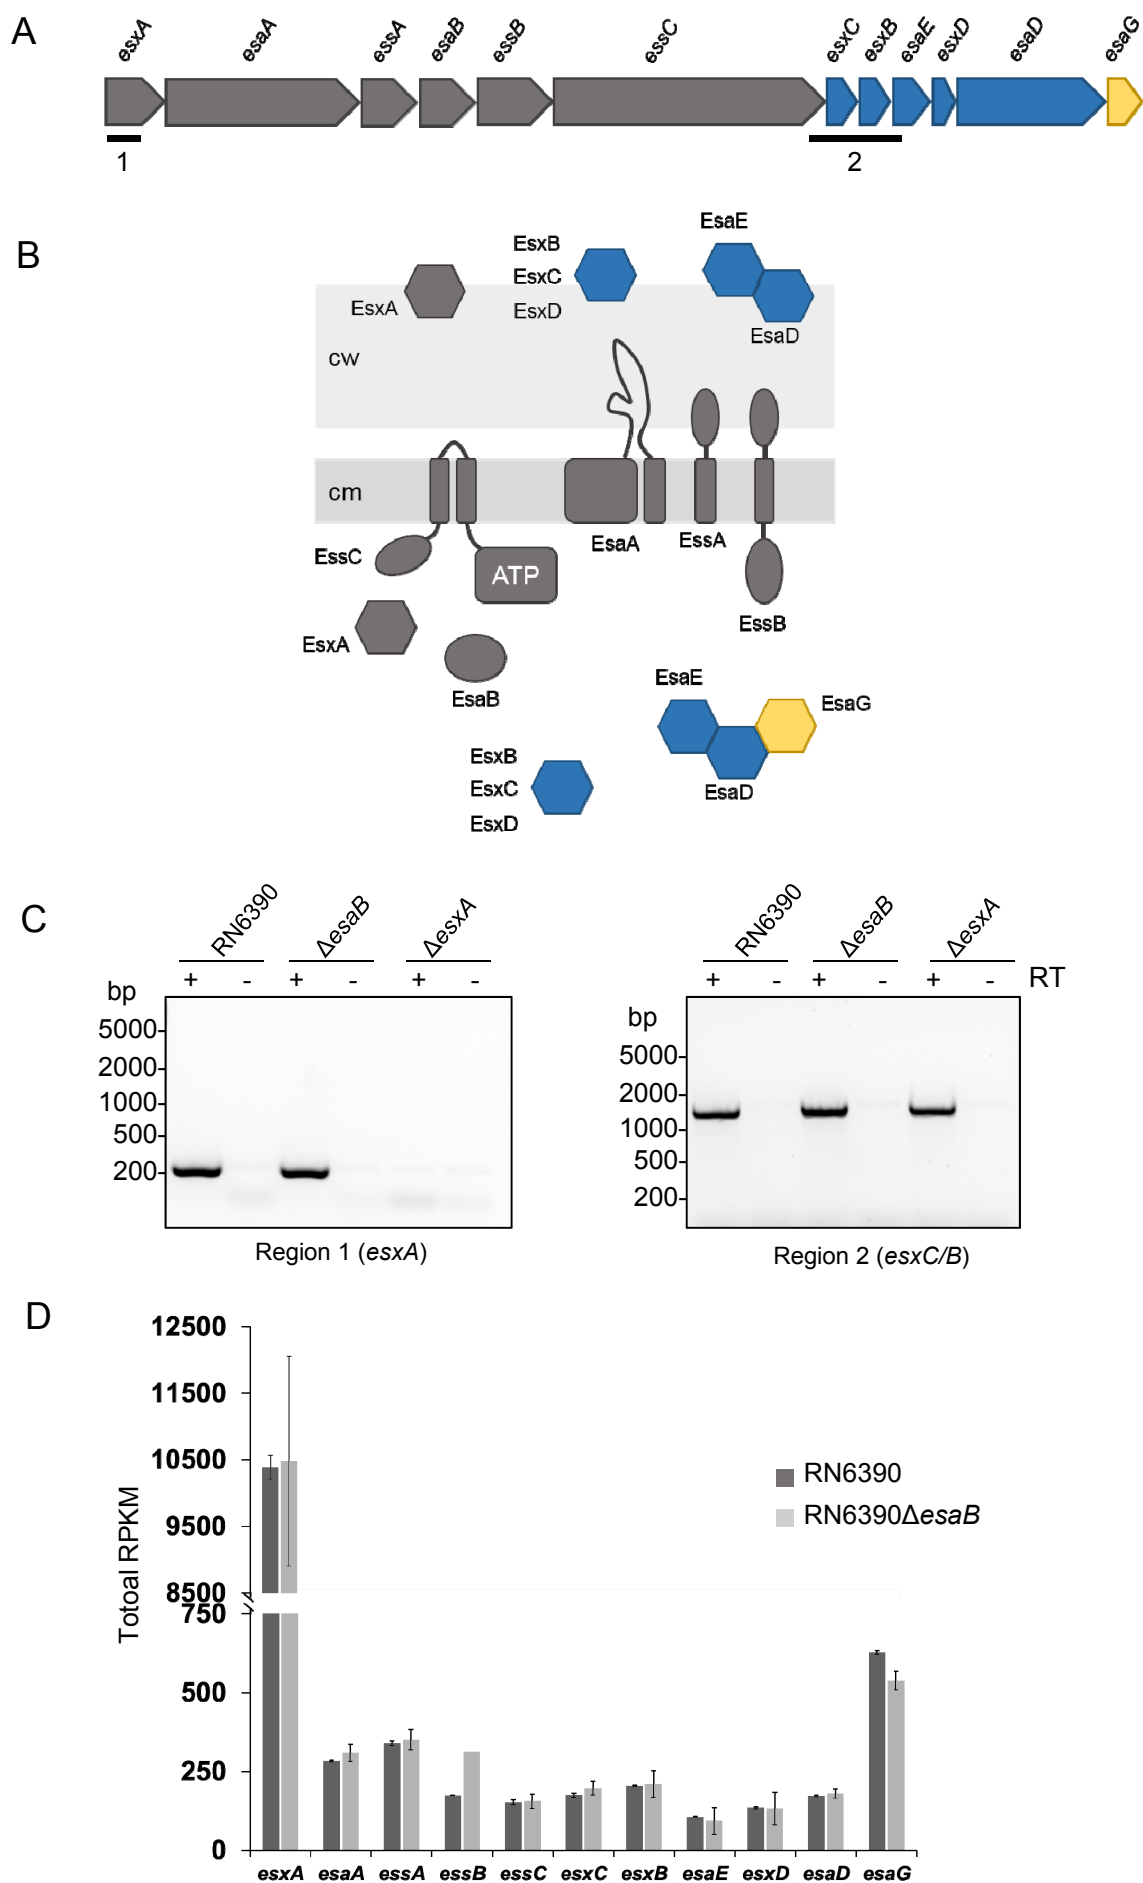 A
esxA esaA essA esaB essB essC esxC esxB esaE esxD esaD esaG
1 2
B
EsaE
EsxB
EsxC
EsxD
EsxA
EsaD
cw
cm
EssC
ATP
EsaA
EssA
EssB
EsxA
EsaB
EsaE
EsaG
EsaD
EsxB
EsxC
EsxD
C
RN6390 ΔesaB ΔesxA
+ - + - + -
bp
5000
2000
1000
500
200
Region 1 (esxA)
RN6390 ΔesaB ΔesxA
+ - + - + - RT
bp
5000
2000
1000
500
200
Region 2 (esxC/B)
D
Totoal RPKM
12500
11500
10500
9500
8500
750
500
250
0
RN6390
RN6390ΔesaB
esxA esaA essA essB essC esxC esxB esaE esxD esaD esaG